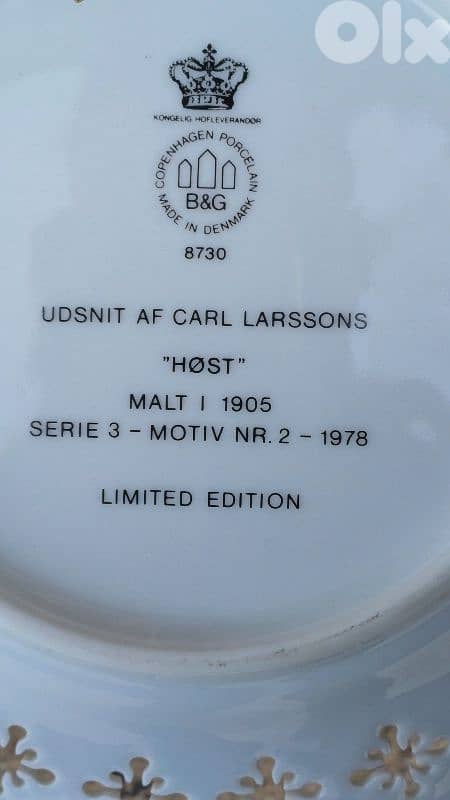 OLX
KONGELIG HOFLEVERANDØR
COPENHAGEN PORCELAIN
B&G
MADE IN DENMARK
8730
UDSNIT AF CARL LARSSONS
"HØST"
MALT I 1905
SERIE 3 - MOTIV NR. 2 - 1978
LIMITED EDITION